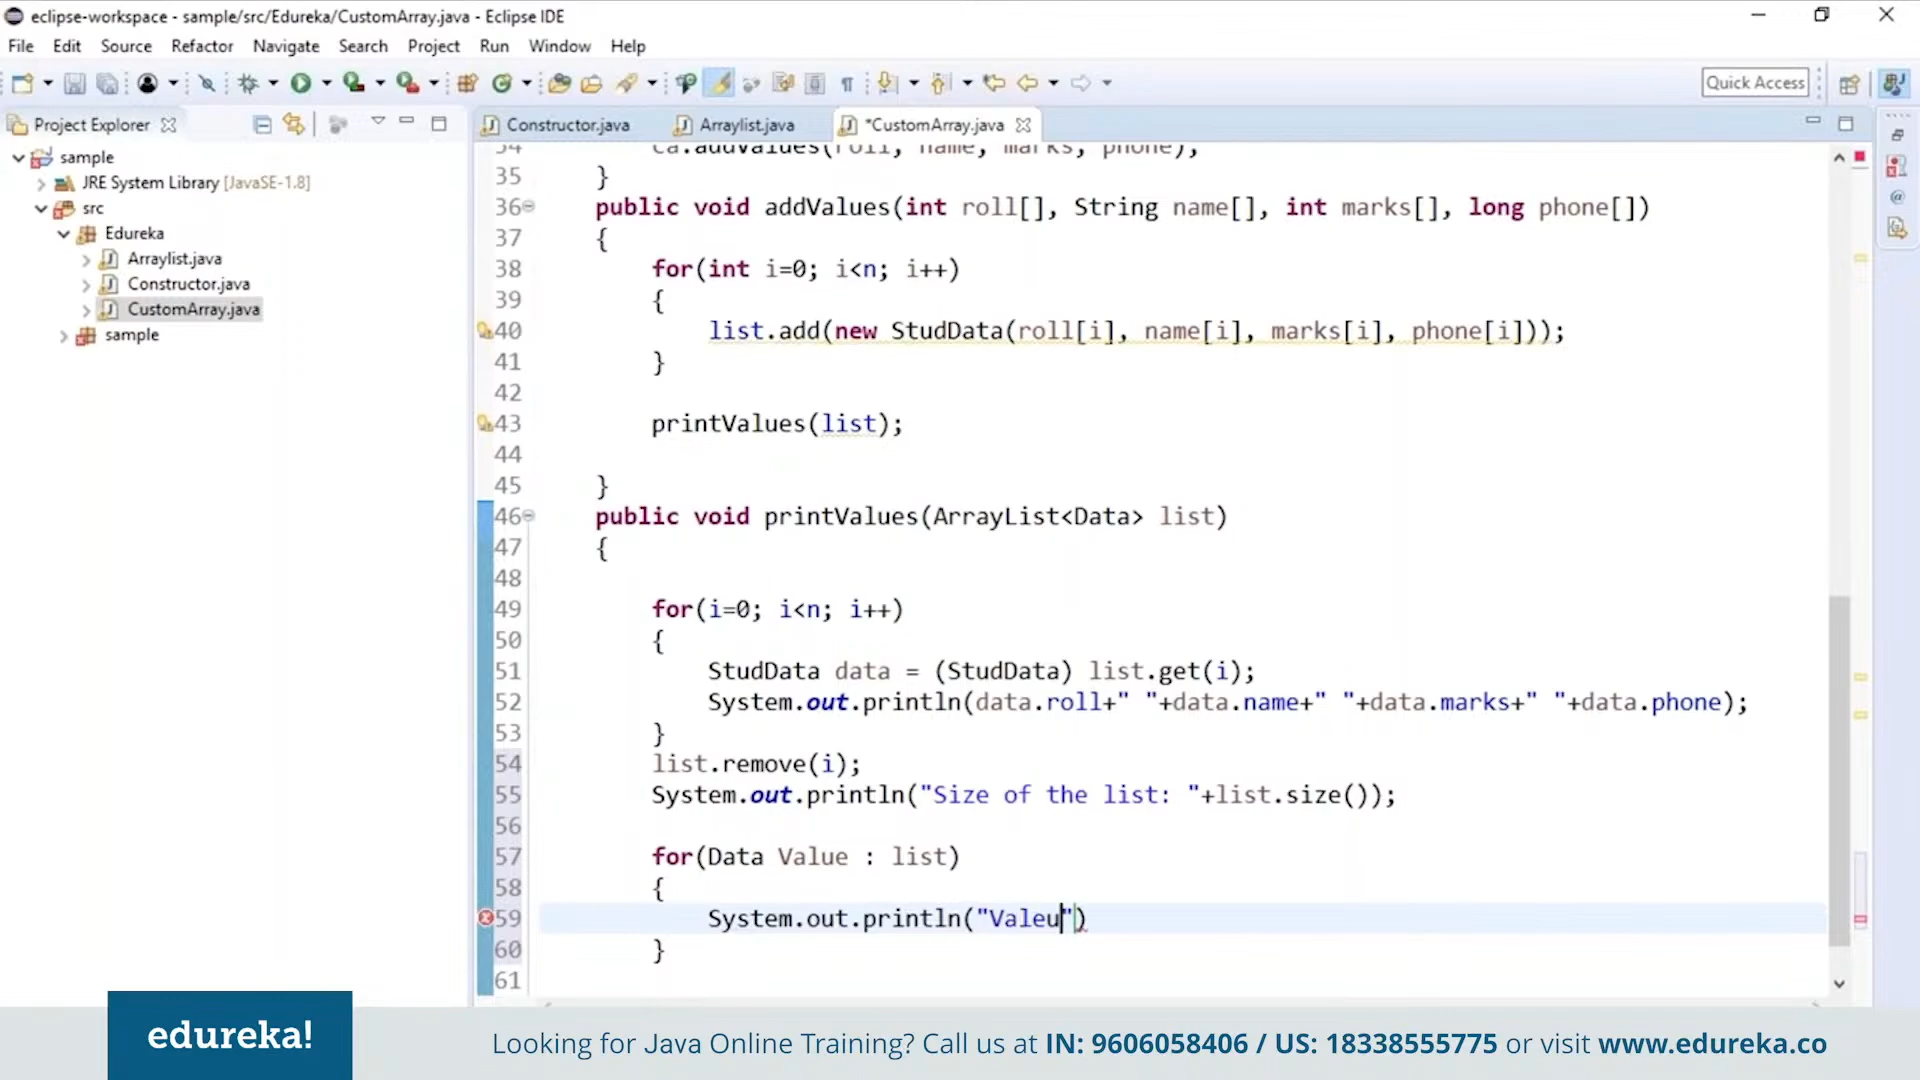 eclipse-workspace - sample/src/Edureka/CustomArray.java - Eclipse IDE
File Edit Source Refactor Navigate Search Project Run Window Help
Quick Access
Project Explorer
Constructor.java Arraylist.java *CustomArray.java
sample
JRE System Library [JavaSE-1.8]
src
Edureka
Arraylist.java
Constructor.java
CustomArray.java
sample
34 ca.addValues(roll, name, marks, phone);
35 }
36 public void addValues(int roll[], String name[], int marks[], long phone[])
37 {
38 for(int i=0; i<n; i++)
39 {
40 list.add(new StudData(roll[i], name[i], marks[i], phone[i]));
41 }
42
43 printValues(list);
44
45 }
46 public void printValues(ArrayList<Data> list)
47 {
48
49 for(i=0; i<n; i++)
50 {
51 StudData data = (StudData) list.get(i);
52 System.out.println(data.roll+" "+data.name+" "+data.marks+" "+data.phone);
53 }
54 list.remove(i);
55 System.out.println("Size of the list: "+list.size());
56
57 for(Data Value : list)
58 {
59 System.out.println("Valeu")
60 }
61
edureka!
Looking for Java Online Training? Call us at IN: 9606058406 / US: 18338555775 or visit www.edureka.co